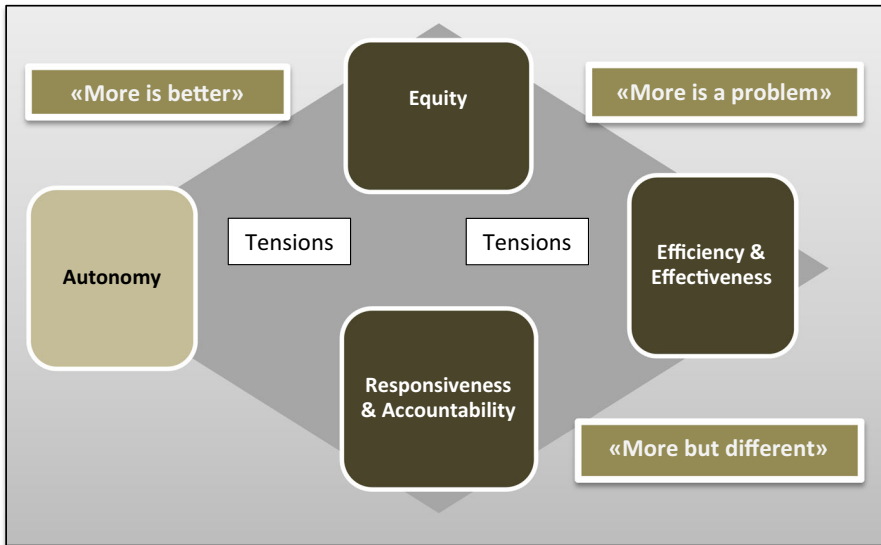 «More is better»
Equity
«More is a problem»
Tensions
Tensions
Autonomy
Efficiency &
Effectiveness
Responsiveness
& Accountability
«More but different»